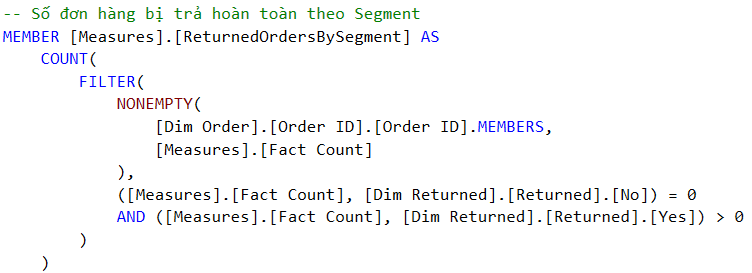 -- Số đơn hàng bị trả hoàn toàn theo Segment
MEMBER [Measures].[ReturnedOrdersBySegment] AS
    COUNT(
        FILTER(
            NONEMPTY(
                [Dim Order].[Order ID].[Order ID].MEMBERS,
                [Measures].[Fact Count]
            ),
            ([Measures].[Fact Count], [Dim Returned].[Returned].[No]) = 0
            AND ([Measures].[Fact Count], [Dim Returned].[Returned].[Yes]) > 0
        )
    )